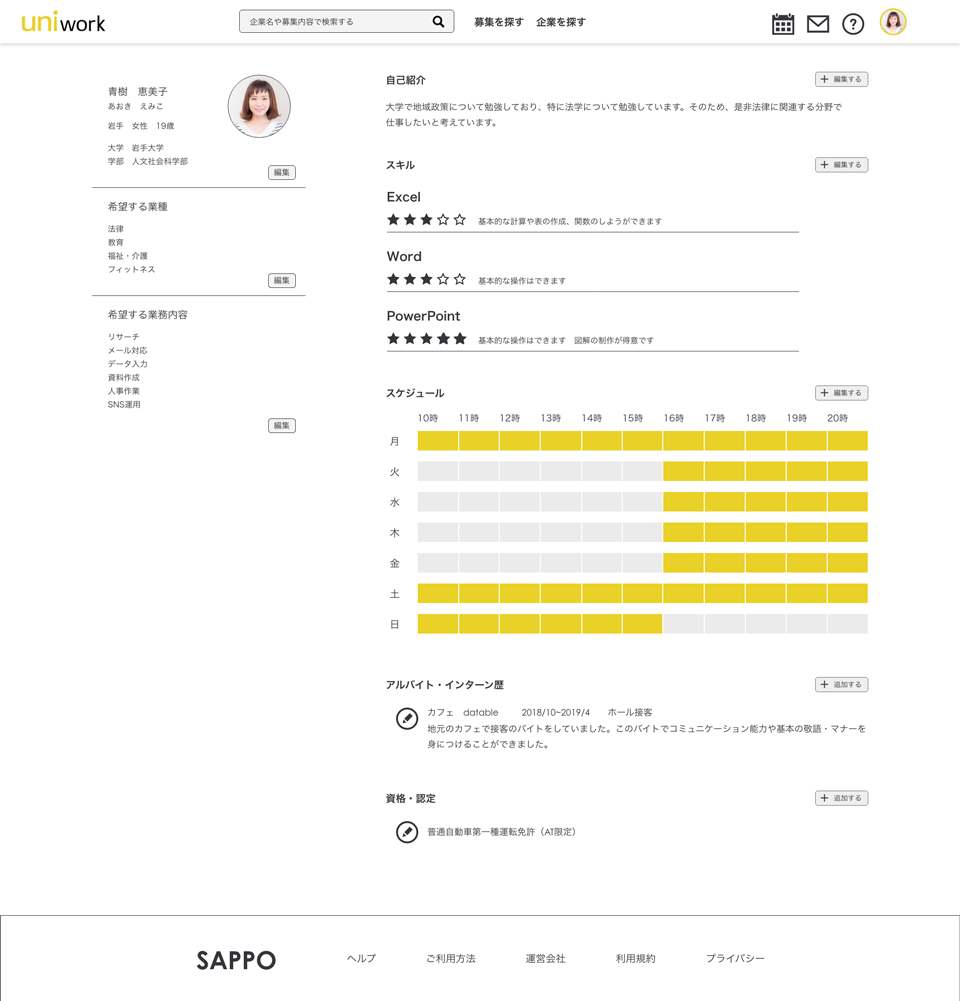 uniwork
企業名や募集内容で検索する
募集を探す 企業を探す
青樹 恵美子
あおき えみこ
岩手 女性 19歳
大学 岩手大学
学部 人文社会科学部
編集
希望する業種
法律
教育
福祉・介護
フィットネス
編集
希望する業務内容
リサーチ
メール対応
データ入力
資料作成
人事作業
SNS運用
編集
自己紹介
+ 編集する
大学で地域政策について勉強しており、特に法学について勉強しています。そのため、是非法律に関連する分野で
仕事したいと考えています。
スキル
+ 編集する
Excel
★★★☆☆ 基本的な計算や表の作成、関数のしようができます
Word
★★★☆☆ 基本的な操作はできます
PowerPoint
★★★★★ 基本的な操作はできます 図解の制作が得意です
スケジュール
+ 編集する
10時 11時 12時 13時 14時 15時 16時 17時 18時 19時 20時
月
火
水
木
金
土
日
アルバイト・インターン歴
+ 追加する
カフェ datable 2018/10~2019/4 ホール接客
地元のカフェで接客のバイトをしていました。このバイトでコミュニケーション能力や基本の敬語・マナーを
身につけることができました。
資格・認定
+ 追加する
普通自動車第一種運転免許（AT限定）
SAPPO ヘルプ ご利用方法 運営会社 利用規約 プライバシー